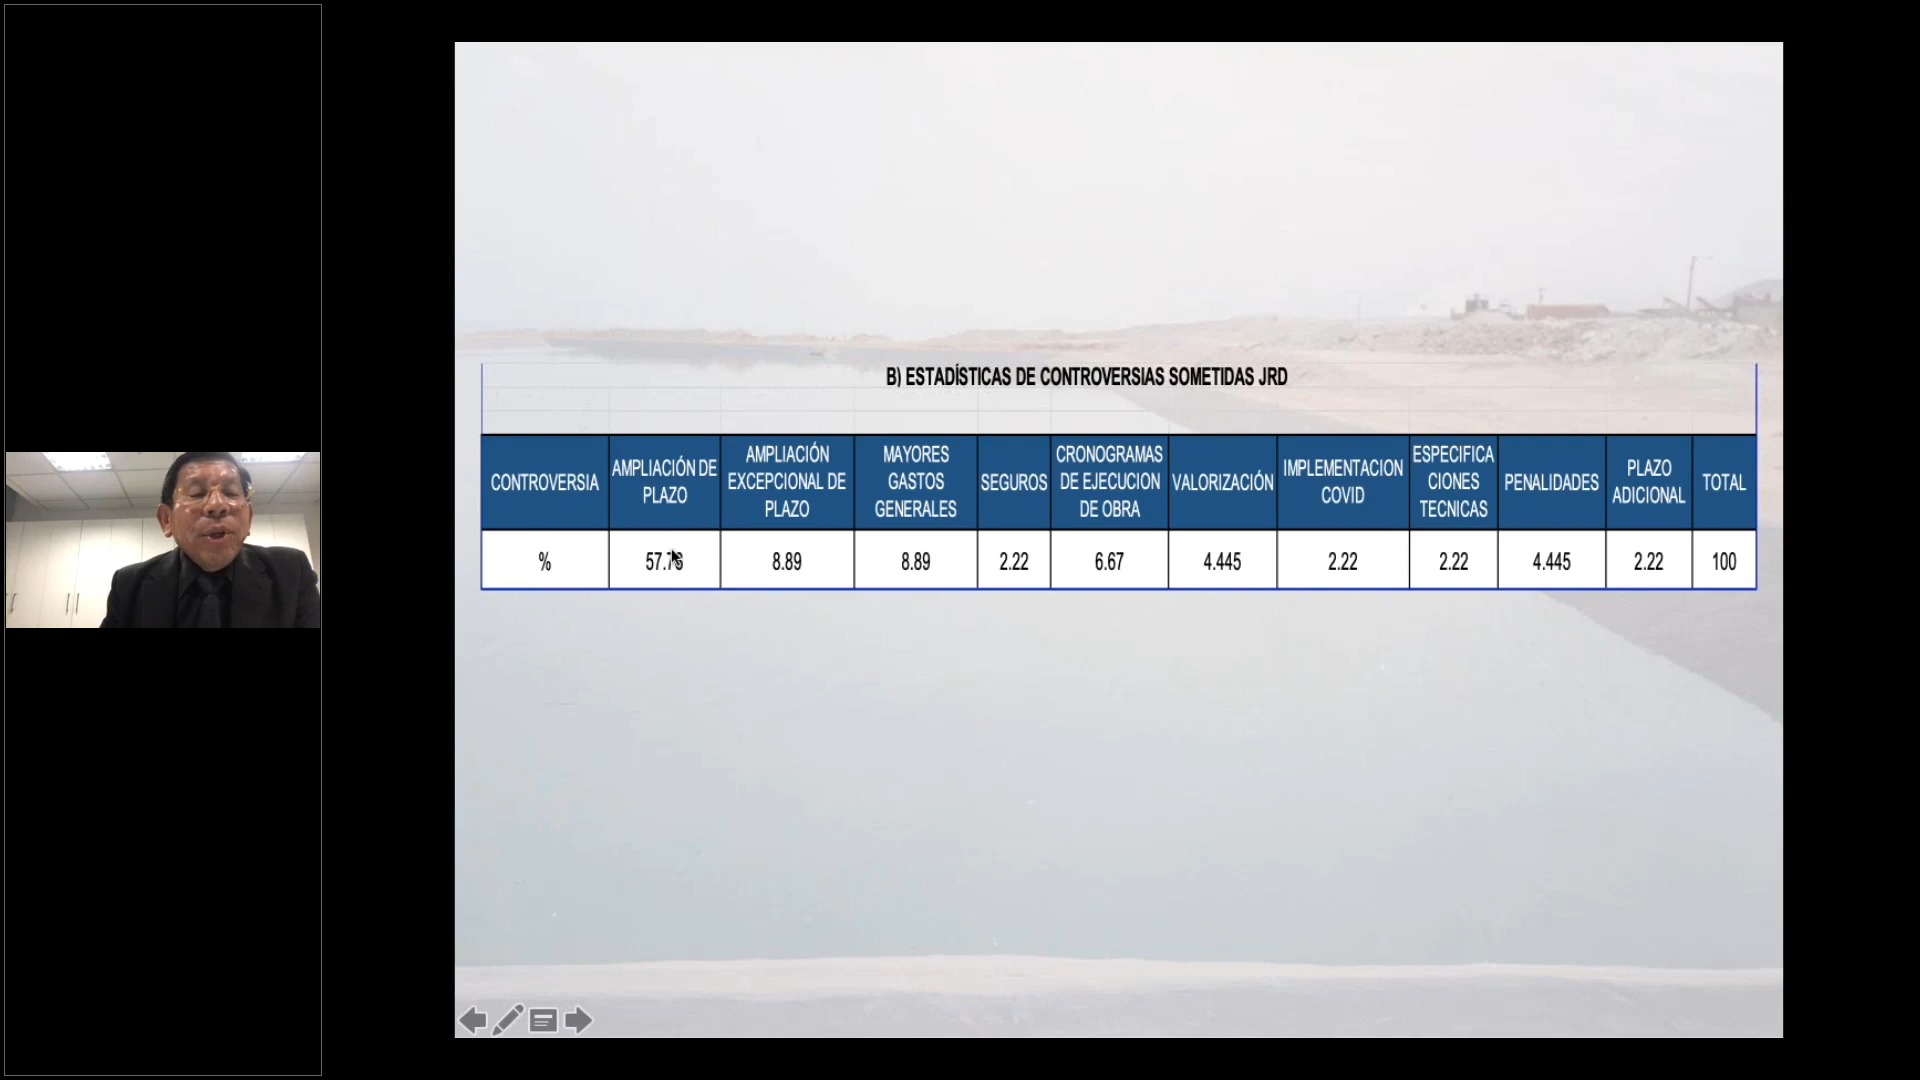 B) ESTADÍSTICAS DE CONTROVERSIAS SOMETIDAS JRD
CONTROVERSIA
AMPLIACIÓN DE
PLAZO
AMPLIACIÓN
EXCEPCIONAL DE
PLAZO
MAYORES
GASTOS
GENERALES
SEGUROS
CRONOGRAMAS
DE EJECUCION
DE OBRA
VALORIZACIÓN
IMPLEMENTACION
COVID
ESPECIFICA
CIONES
TECNICAS
PENALIDADES
PLAZO
ADICIONAL
TOTAL
%
8.89
8.89
2.22
6.67
4.445
2.22
2.22
4.445
2.22
100